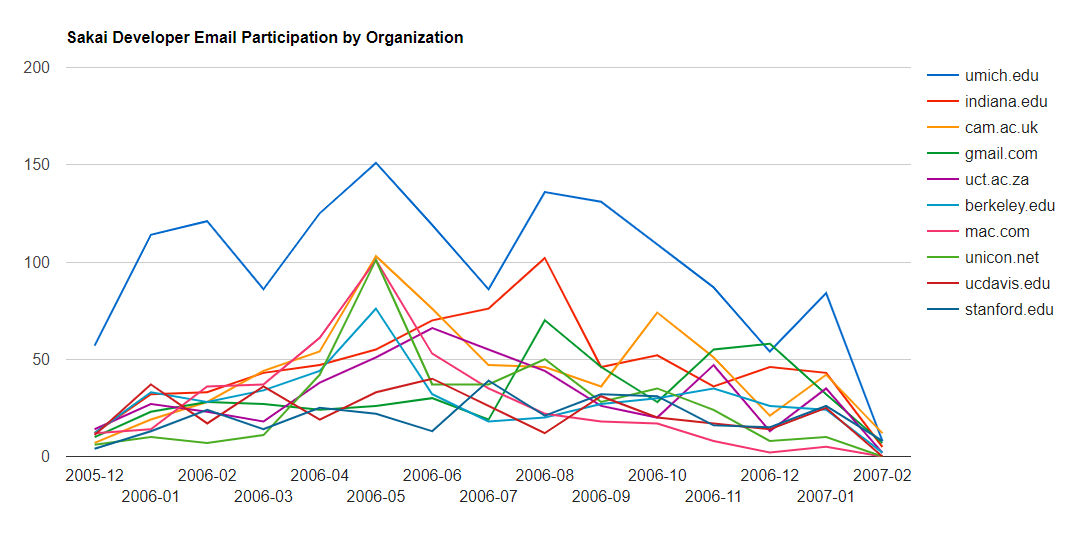 Sakai Developer Email Participation by Organization
200
150
100
50
0
umich.edu
indiana.edu
cam.ac.uk
gmail.com
uct.ac.za
berkeley.edu
mac.com
unicon.net
ucdavis.edu
stanford.edu
2005-12 2006-02 2006-04 2006-06 2006-08 2006-10 2006-12 2007-02
2006-01 2006-03 2006-05 2006-07 2006-09 2006-11 2007-01